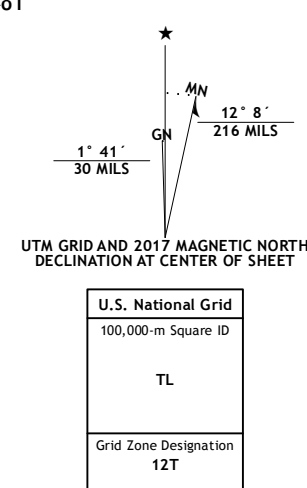 MN
GN
12° 8´
216 MILS
1° 41´
30 MILS
UTM GRID AND 2017 MAGNETIC NORTH
DECLINATION AT CENTER OF SHEET
U.S. National Grid
100,000-m Square ID
TL
Grid Zone Designation
12T